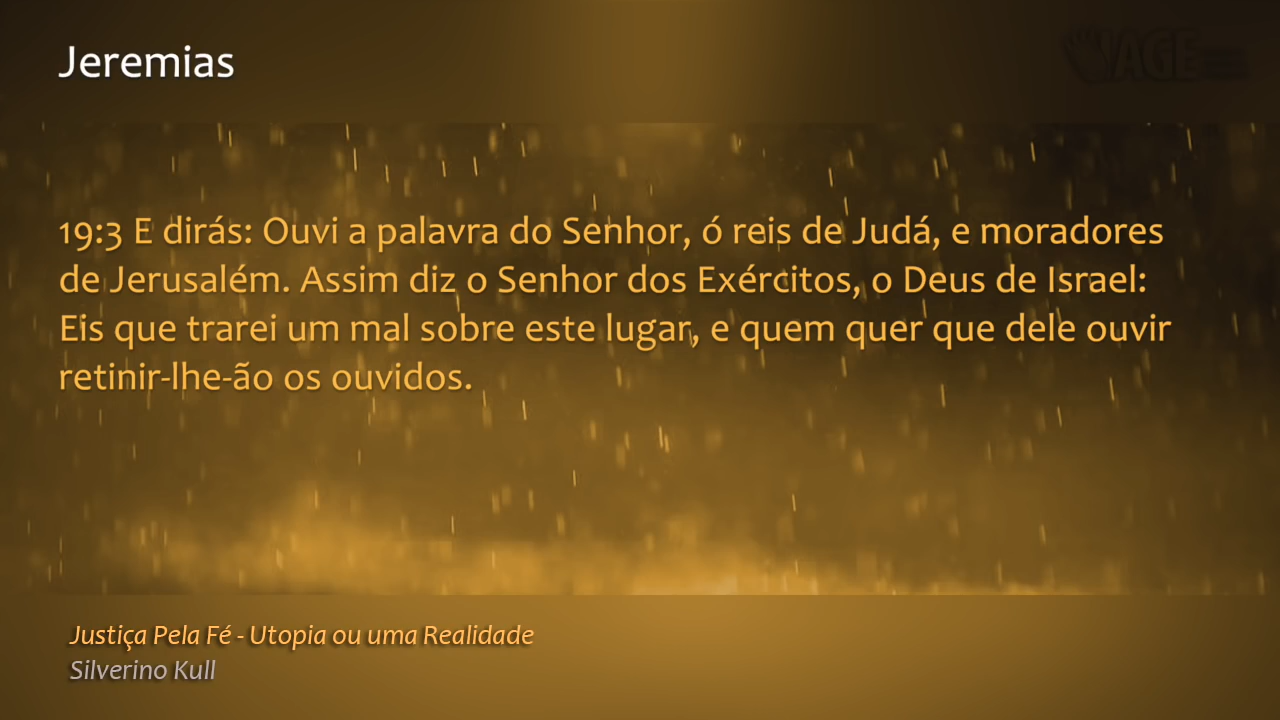 Jeremias
IAGE
19:3 E dirás: Ouvi a palavra do Senhor, ó reis de Judá, e moradores
de Jerusalém. Assim diz o Senhor dos Exércitos, o Deus de Israel:
Eis que trarei um mal sobre este lugar, e quem quer que dele ouvir
retinir-lhe-ão os ouvidos.
Justiça Pela Fé - Utopia ou uma Realidade
Silverino Kull